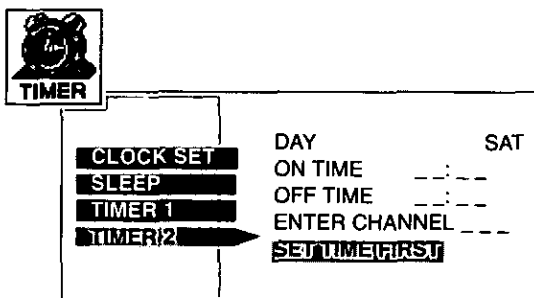 TIMER
CLOCK SET
SLEEP
TIMER 1
TIMER 2
DAY SAT
ON TIME _ _:_ _
OFF TIME _ _:_ _
ENTER CHANNEL _ _ _
SET TIME FIRST